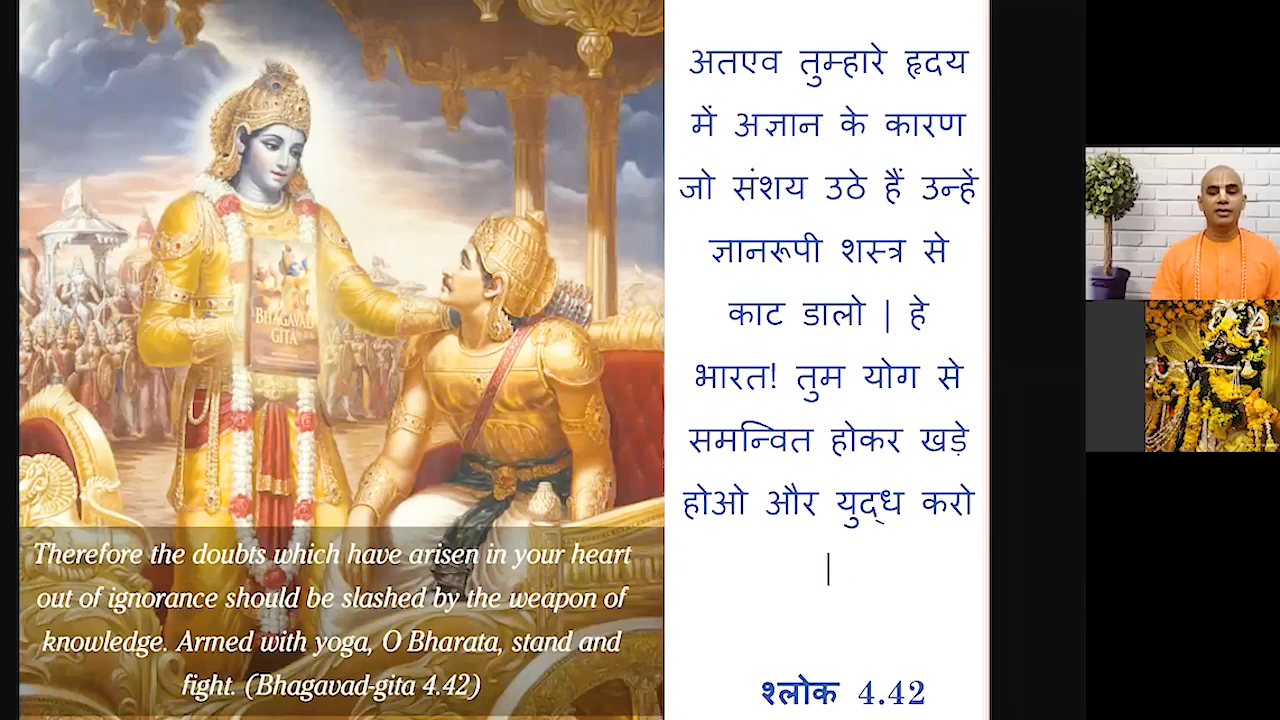 BHAGAVAD
GITA
Therefore the doubts which have arisen in your heart
out of ignorance should be slashed by the weapon of
knowledge. Armed with yoga, O Bharata, stand and
fight. (Bhagavad-gita 4.42)
अतएव तुम्हारे हृदय
में अज्ञान के कारण
जो संशय उठे हैं उन्हें
ज्ञानरूपी शस्त्र से
काट डालो | हे
भारत! तुम योग से
समन्वित होकर खड़े
होओ और युद्ध करो
|
श्लोक 4.42